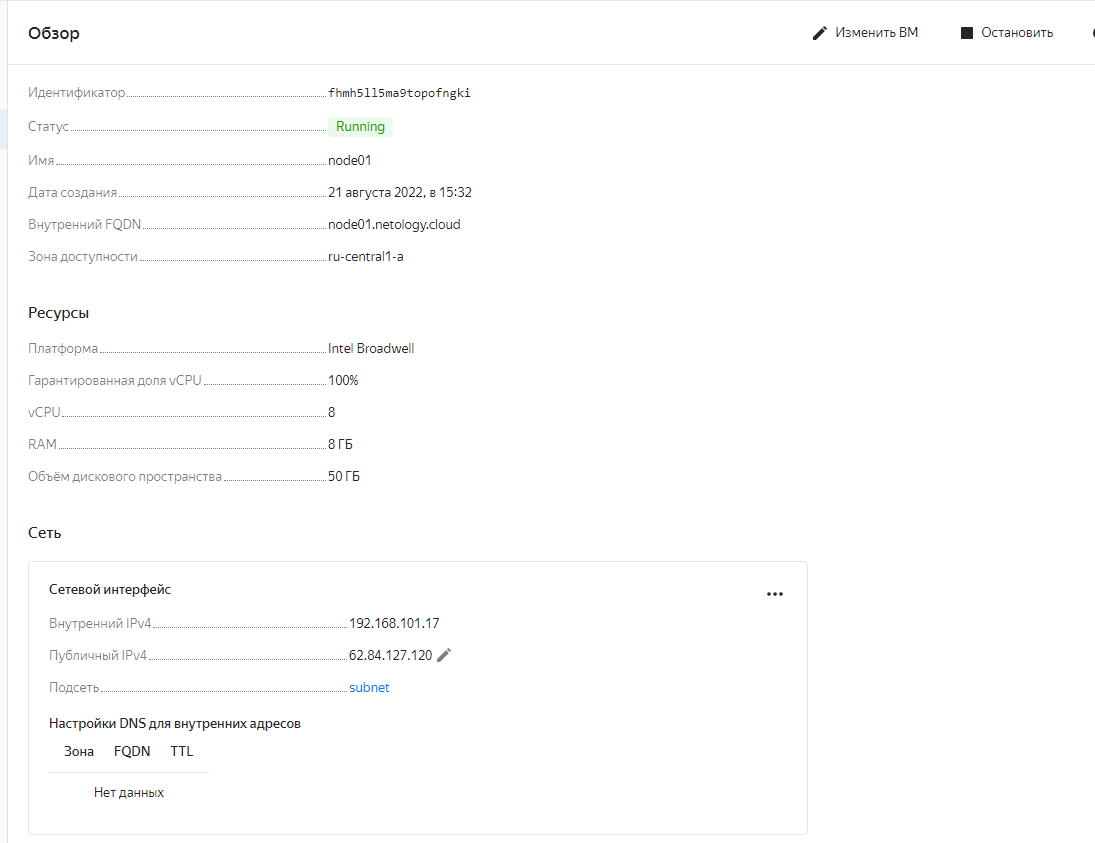 Обзор
Изменить ВМ
Остановить
Идентификатор fhmh5ll5ma9topofngki
Статус Running
Имя node01
Дата создания 21 августа 2022, в 15:32
Внутренний FQDN node01.netology.cloud
Зона доступности ru-central1-a
Ресурсы
Платформа Intel Broadwell
Гарантированная доля vCPU 100%
vCPU 8
RAM 8 ГБ
Объём дискового пространства 50 ГБ
Сеть
Сетевой интерфейс
Внутренний IPv4 192.168.101.17
Публичный IPv4 62.84.127.120
Подсеть subnet
Настройки DNS для внутренних адресов
Зона FQDN TTL
Нет данных